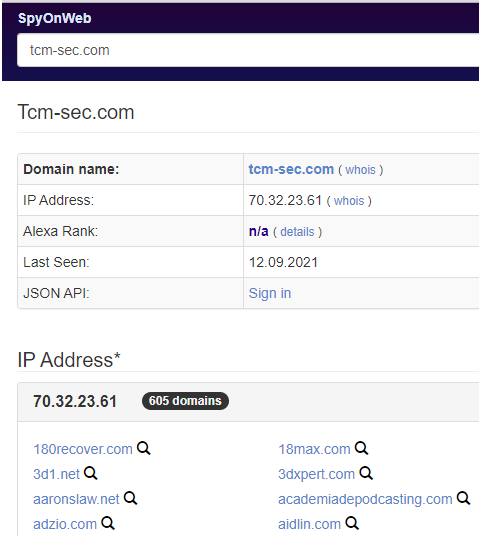 SpyOnWeb
tcm-sec.com
Tcm-sec.com
Domain name: tcm-sec.com ( whois )
IP Address: 70.32.23.61 ( whois )
Alexa Rank: n/a ( details )
Last Seen: 12.09.2021
JSON API: Sign in
IP Address*
70.32.23.61 605 domains
180recover.com 18max.com
3d1.net 3dxpert.com
aaronslaw.net academiadepodcasting.com
adzio.com aidlin.com